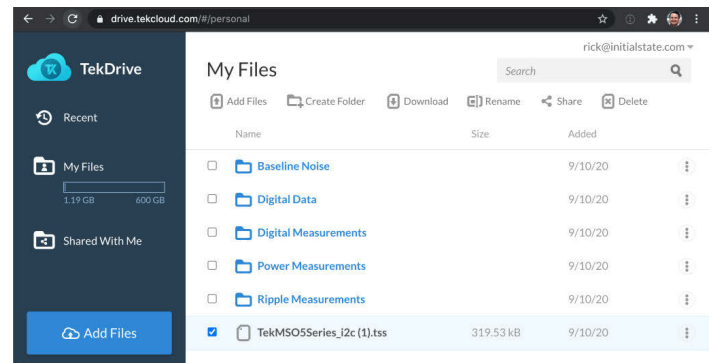 drive.tekcloud.com/#/personal
rick@initialstate.com
TekDrive
My Files
Search
Add Files Create Folder Download Rename Share Delete
Recent
Name Size Added
My Files
1.19 GB 600 GB
Shared With Me
Add Files
Baseline Noise 9/10/20
Digital Data 9/10/20
Digital Measurements 9/10/20
Power Measurements 9/10/20
Ripple Measurements 9/10/20
TekMSO5Series_i2c (1).tss 319.53 kB 9/10/20